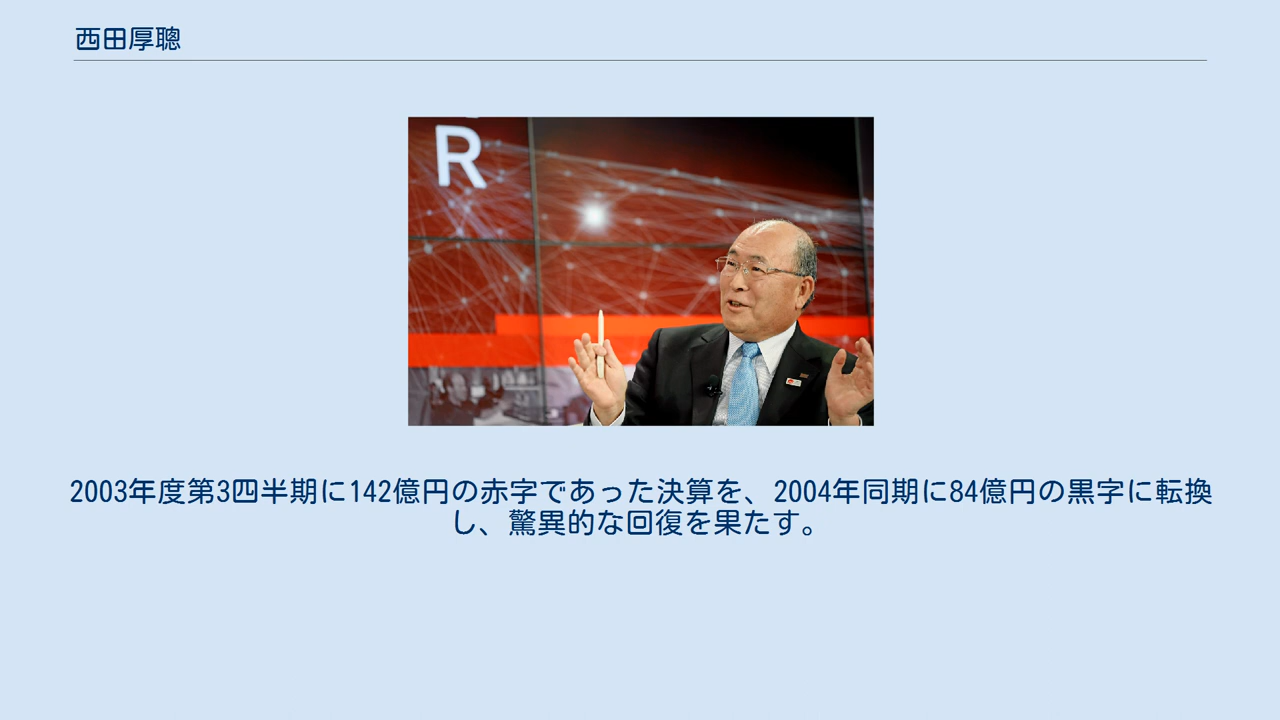 西田厚聰
R
2003年度第3四半期に142億円の赤字であった決算を、2004年同期に84億円の黒字に転換
し、驚異的な回復を果たす。